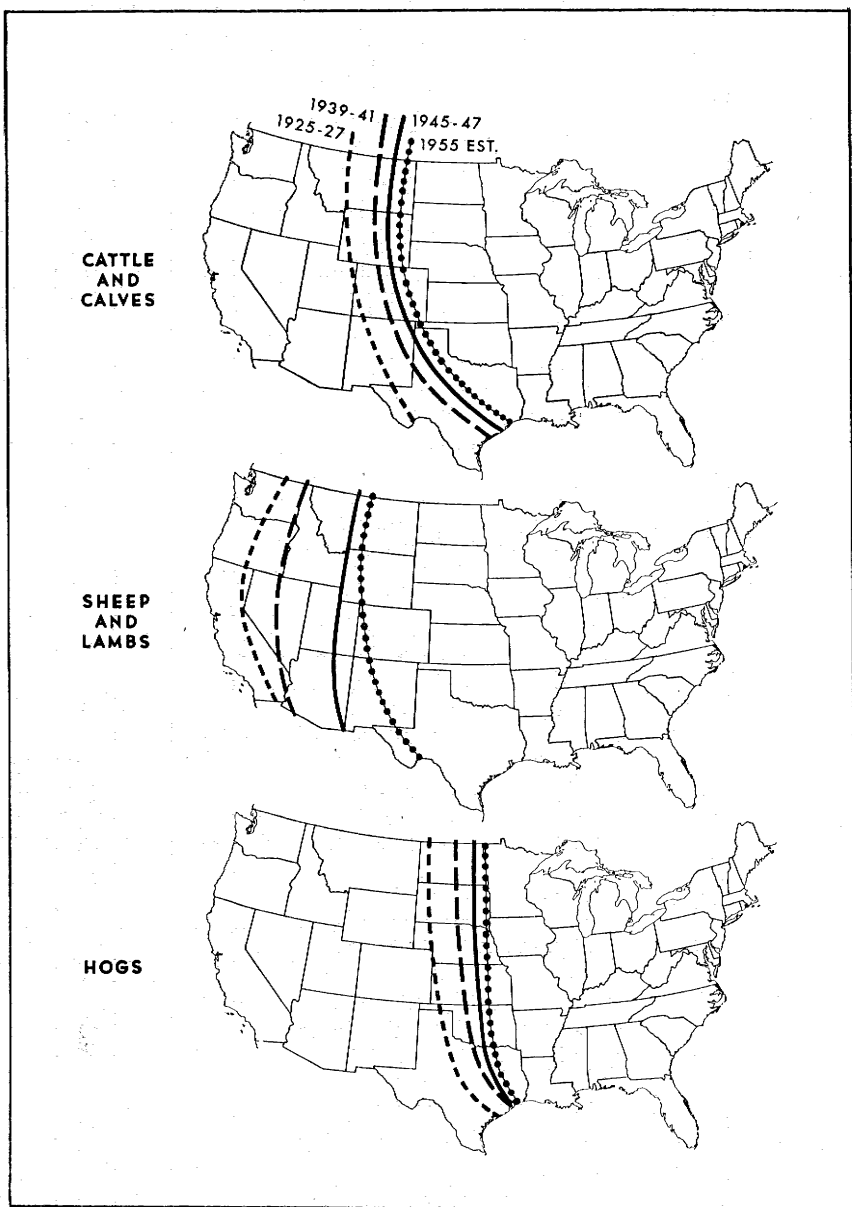 1939-41
1925-27
1945-47
1955 EST.
CATTLE
AND
CALVES
SHEEP
AND
LAMBS
HOGS